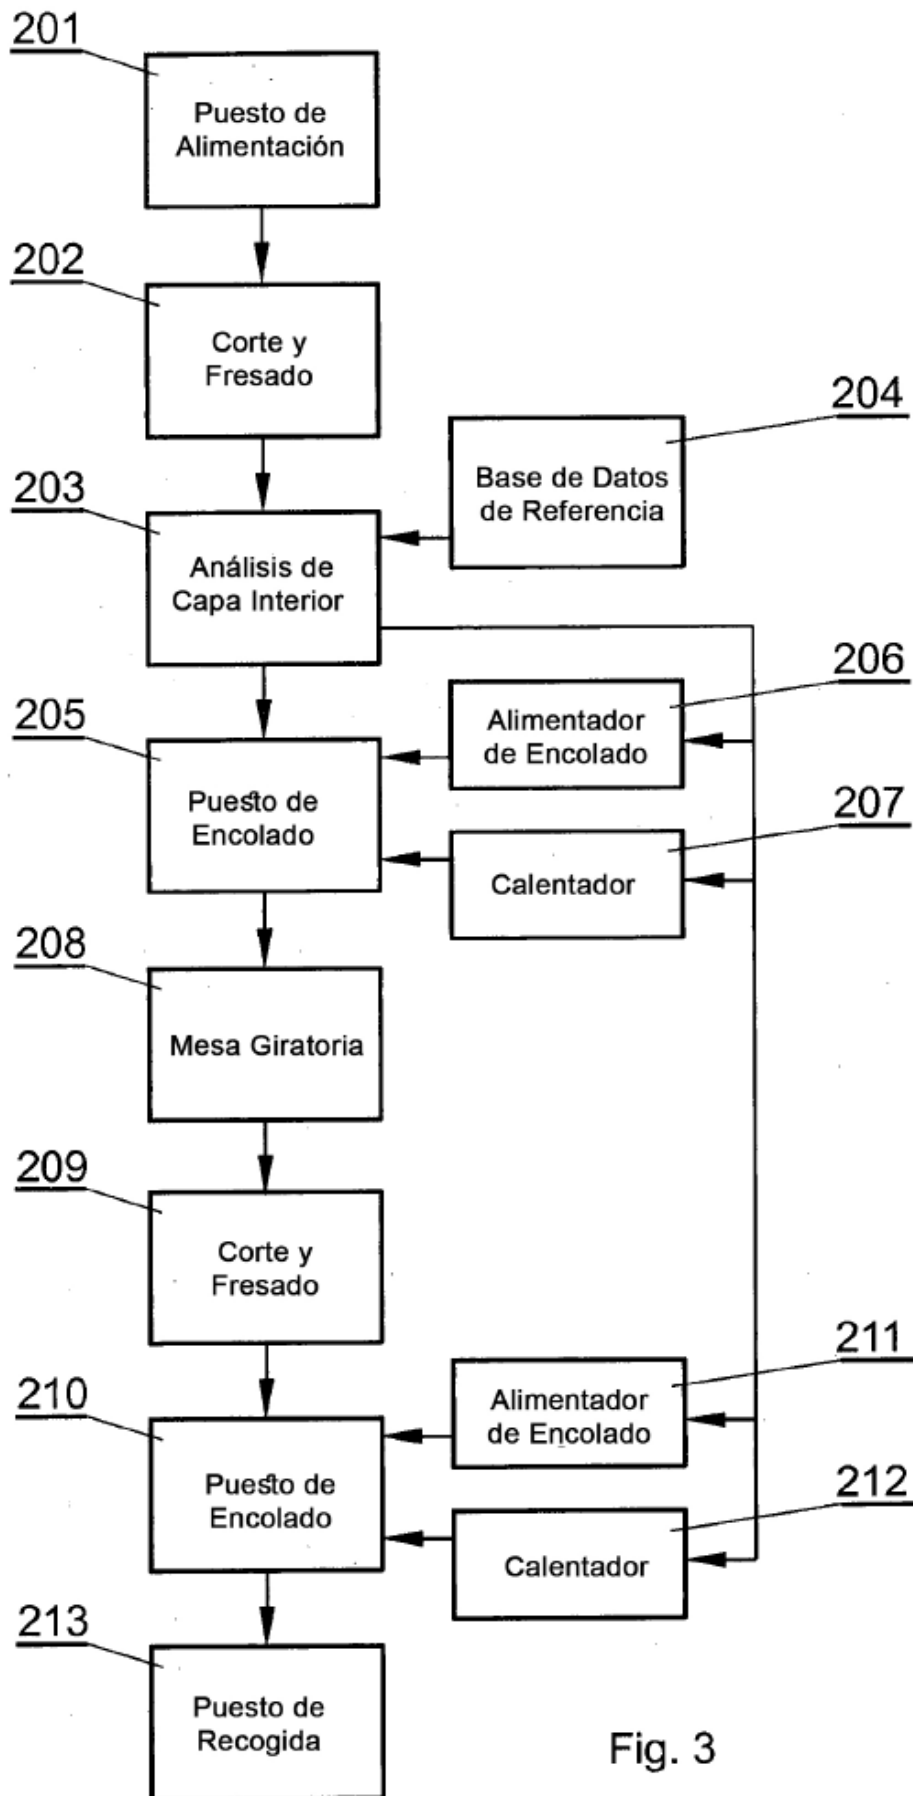 201
Puesto de
Alimentación
202
Corte y
Fresado
204
Base de Datos
de Referencia
203
Análisis de
Capa Interior
206
Alimentador
de Encolado
205
Puesto de
Encolado
207
Calentador
208
Mesa Giratoria
209
Corte y
Fresado
211
Alimentador
de Encolado
210
Puesto de
Encolado
212
Calentador
213
Puesto de
Recogida
Fig. 3